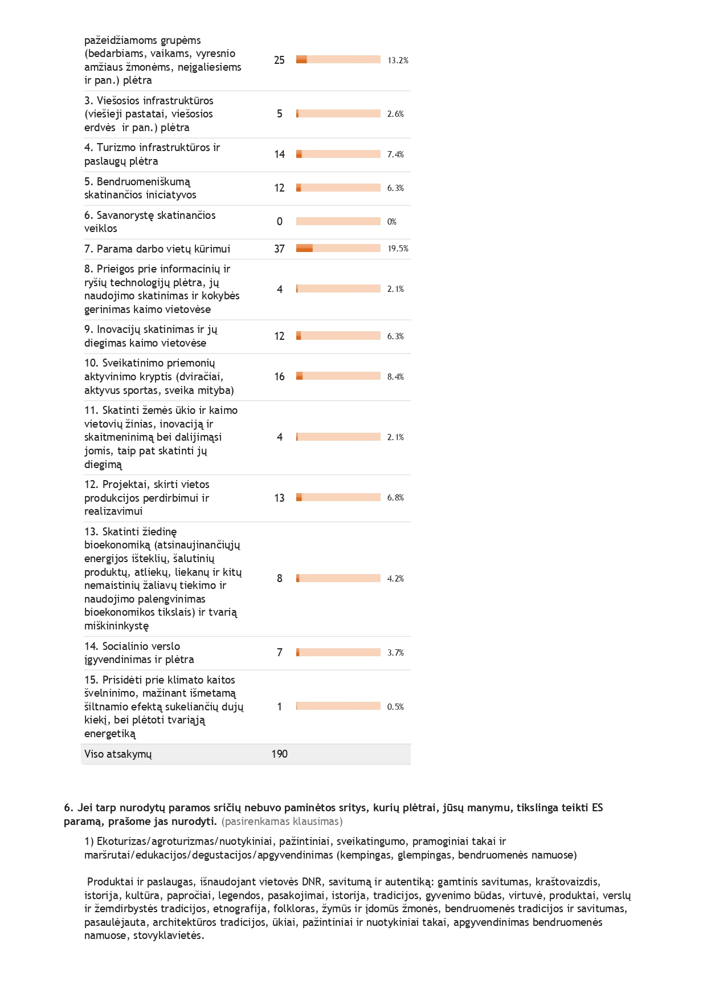 pažeidžiamoms grupėms
(bedarbiams, vaikams, vyresnio
amžiaus žmonėms, neįgaliesiems
ir pan.) plėtra
25
13.2%
3. Viešosios infrastruktūros
(viešieji pastatai, viešosios
erdvės  ir pan.) plėtra
5
2.6%
4. Turizmo infrastruktūros ir
paslaugų plėtra
14
7.4%
5. Bendruomeniškumą
skatinančios iniciatyvos
12
6.3%
6. Savanorystę skatinančios
veiklos
0
0%
7. Parama darbo vietų kūrimui
37
19.5%
8. Prieigos prie informacinių ir
ryšių technologijų plėtra, jų
naudojimo skatinimas ir kokybės
gerinimas kaimo vietovėse
4
2.1%
9. Inovacijų skatinimas ir jų
diegimas kaimo vietovėse
12
6.3%
10. Sveikatinimo priemonių
aktyvinimo kryptis (dviračiai,
aktyvus sportas, sveika mityba)
16
8.4%
11. Skatinti žemės ūkio ir kaimo
vietovių žinias, inovaciją ir
skaitmeninimą bei dalijimąsi
jomis, taip pat skatinti jų
diegimą
4
2.1%
12. Projektai, skirti vietos
produkcijos perdirbimui ir
realizavimui
13
6.8%
13. Skatinti žiedinę
bioekonomiką (atsinaujinančiųjų
energijos išteklių, šalutinių
produktų, atliekų, liekanų ir kitų
nemaistinių žaliavų tiekimo ir
naudojimo palengvinimas
bioekonomikos tikslais) ir tvarią
miškininkystę
8
4.2%
14. Socialinio verslo
įgyvendinimas ir plėtra
7
3.7%
15. Prisidėti prie klimato kaitos
švelninimo, mažinant išmetamą
šiltnamio efektą sukeliančių dujų
kiekį, bei plėtoti tvariąją
energetiką
1
0.5%
Viso atsakymų
190
6. Jei tarp nurodytų paramos sričių nebuvo paminėtos sritys, kurių plėtrai, jūsų manymu, tikslinga teikti ES
paramą, prašome jas nurodyti. (pasirenkamas klausimas)
1) Ekoturizas/agroturizmas/nuotykiniai, pažintiniai, sveikatingumo, pramoginiai takai ir
maršrutai/edukacijos/degustacijos/apgyvendinimas (kempingas, glempingas, bendruomenės namuose)
Produktai ir paslaugas, išnaudojant vietovės DNR, savitumą ir autentiką: gamtinis savitumas, kraštovaizdis,
istorija, kultūra, papročiai, legendos, pasakojimai, istorija, tradicijos, gyvenimo būdas, virtuvė, produktai, verslų
ir žemdirbystės tradicijos, etnografija, folkloras, žymūs ir įdomūs žmonės, bendruomenės tradicijos ir savitumas,
pasaulėjauta, architektūros tradicijos, ūkiai, pažintiniai ir nuotykiniai takai, apgyvendinimas bendruomenės
namuose, stovyklavietės.